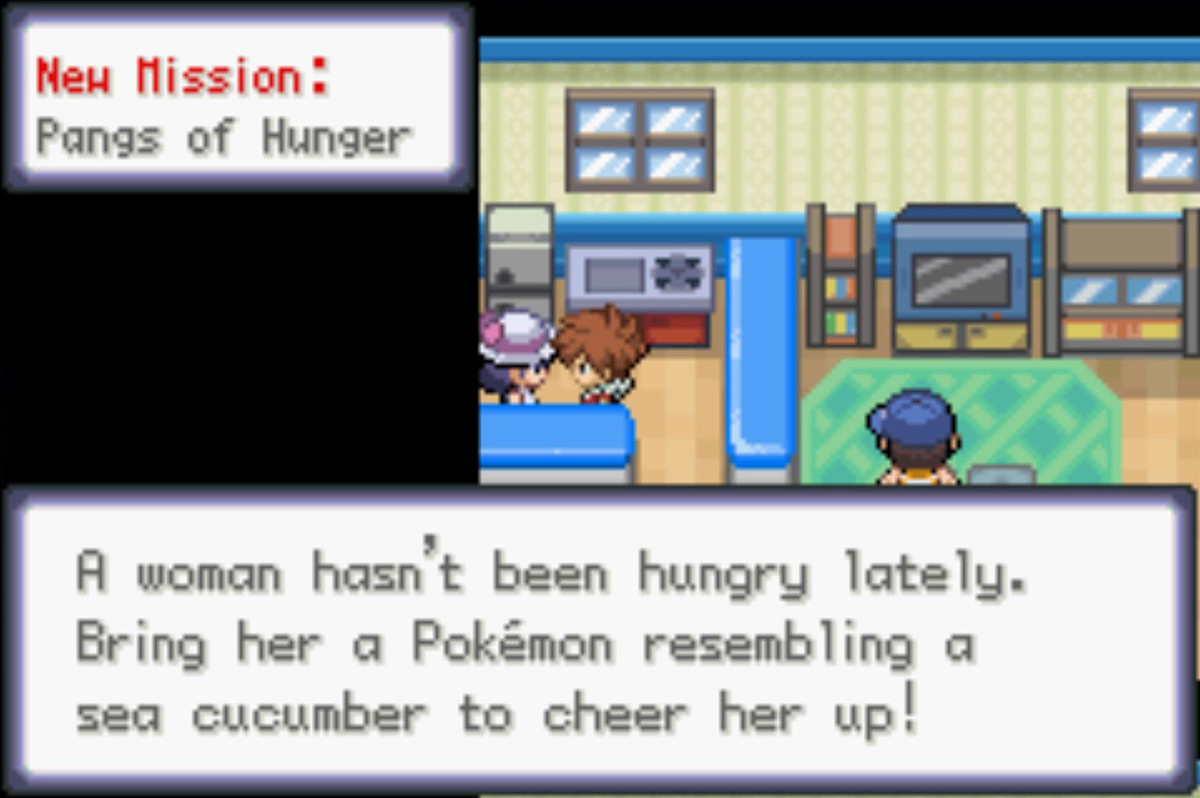 New Mission:
Pangs of Hunger
A woman hasn't been hungry lately.
Bring her a Pokémon resembling a
sea cucumber to cheer her up!